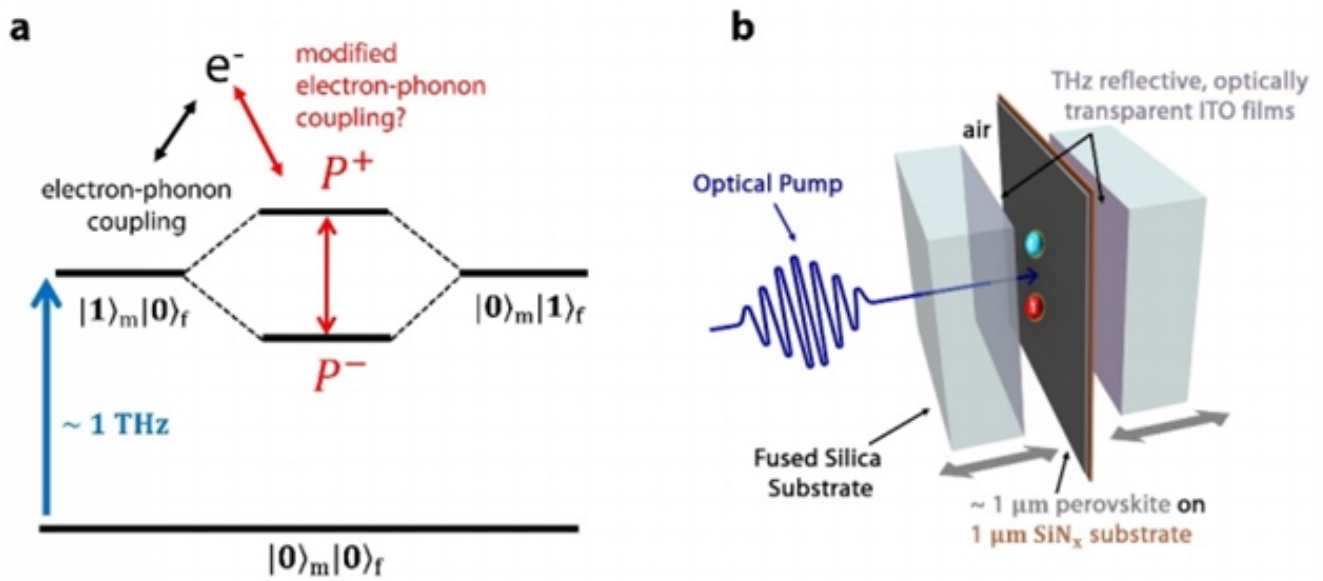 a
e⁻
modified
electron-phonon
coupling?
P⁺
electron-phonon
coupling
|1⟩ₘ|0⟩f
|0⟩ₘ|1⟩f
P⁻
~ 1 THz
|0⟩ₘ|0⟩f
b
THz reflective, optically
transparent ITO films
air
Optical Pump
Fused Silica
Substrate
~ 1 μm perovskite on
1 μm SiNₓ substrate